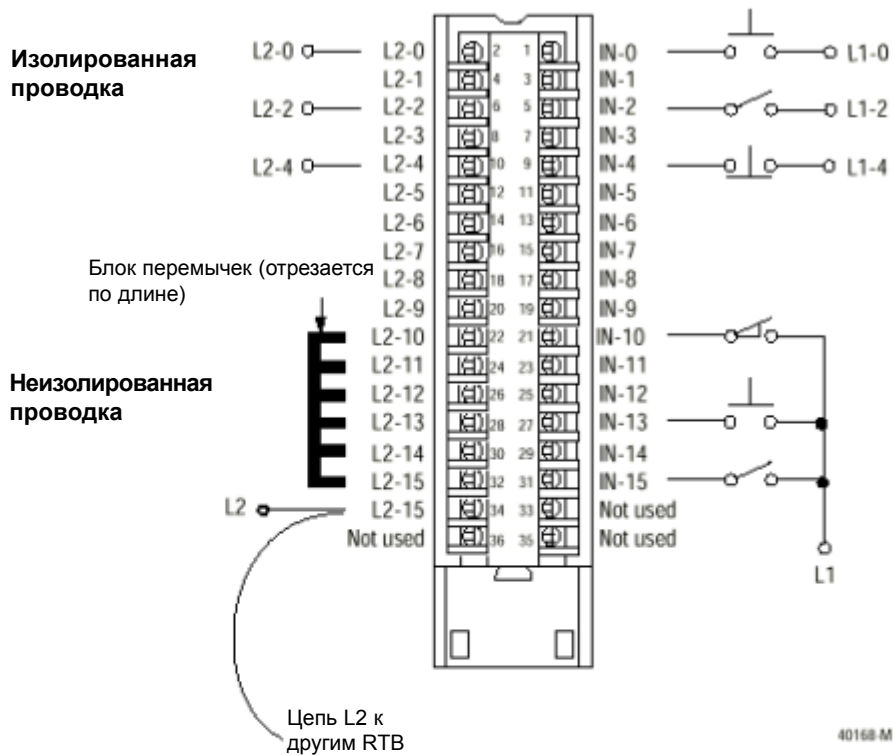 Изолированная
проводка
L2-0 L2-0 2 1 IN-0 L1-0
L2-1 4 3 IN-1
L2-2 L2-2 6 5 IN-2 L1-2
L2-3 8 7 IN-3
L2-4 L2-4 10 9 IN-4 L1-4
L2-5 12 11 IN-5
L2-6 14 13 IN-6
L2-7 16 15 IN-7
Блок перемычек (отрезается
по длине)
L2-8 18 17 IN-8
L2-9 20 19 IN-9
L2-10 22 21 IN-10
L2-11 24 23 IN-11
Неизолированная
проводка
L2-12 26 25 IN-12
L2-13 28 27 IN-13
L2-14 30 29 IN-14
L2-15 32 31 IN-15
L2 L2-15 34 33 Not used
Not used 36 35 Not used
L1
Цепь L2 к
другим RTB
40168-M